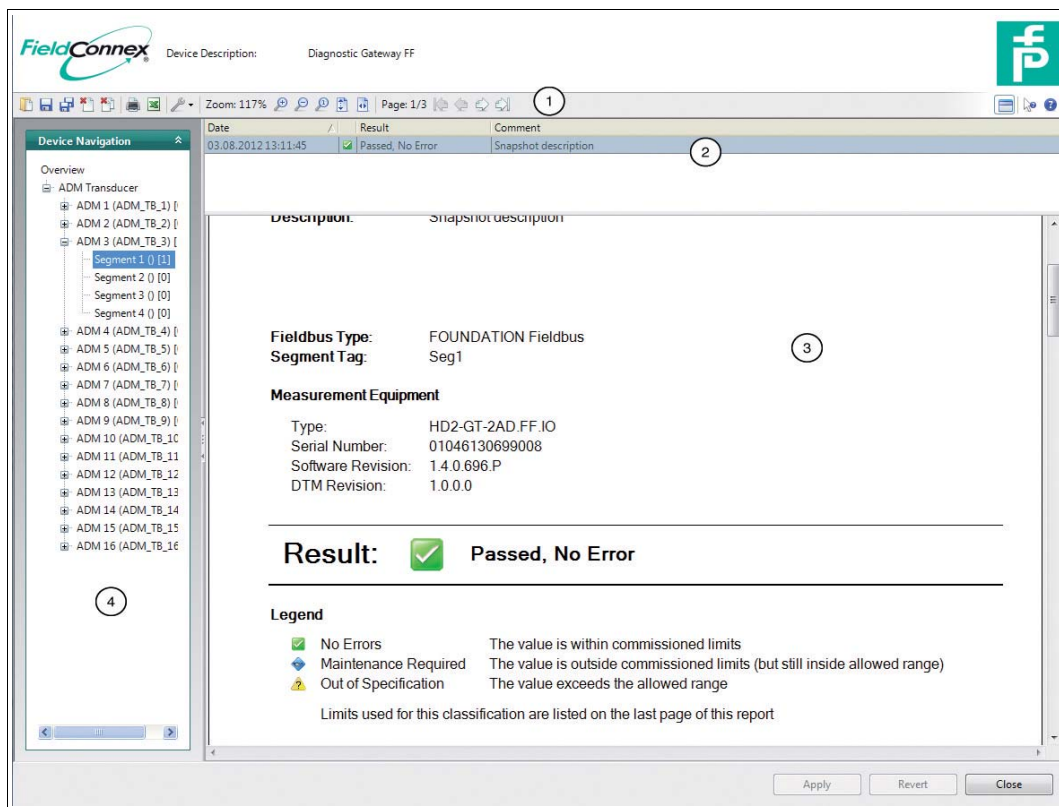 FieldConnex®
Device Description: Diagnostic Gateway FF
Zoom: 117% Page: 1/3 1
Date / Result Comment
03.08.2012 13:11:45 Passed, No Error Snapshot description
2
Device Navigation
Overview
ADM Transducer
ADM 1 (ADM_TB_1) [
ADM 2 (ADM_TB_2) [
ADM 3 (ADM_TB_3) [
Segment 1 () [1]
Segment 2 () [0]
Segment 3 () [0]
Segment 4 () [0]
ADM 4 (ADM_TB_4) [
ADM 5 (ADM_TB_5) [
ADM 6 (ADM_TB_6) [
ADM 7 (ADM_TB_7) [
ADM 8 (ADM_TB_8) [
ADM 9 (ADM_TB_9) [
ADM 10 (ADM_TB_10
ADM 11 (ADM_TB_11
ADM 12 (ADM_TB_12
ADM 13 (ADM_TB_13
ADM 14 (ADM_TB_14
ADM 15 (ADM_TB_15
ADM 16 (ADM_TB_16
4
Description: Snapshot description
Fieldbus Type: FOUNDATION Fieldbus
Segment Tag: Seg1
3
Measurement Equipment
Type: HD2-GT-2AD.FF.IO
Serial Number: 01046130699008
Software Revision: 1.4.0.696.P
DTM Revision: 1.0.0.0
Result: Passed, No Error
Legend
No Errors The value is within commissioned limits
Maintenance Required The value is outside commissioned limits (but still inside allowed range)
Out of Specification The value exceeds the allowed range
Limits used for this classification are listed on the last page of this report
Apply Revert Close